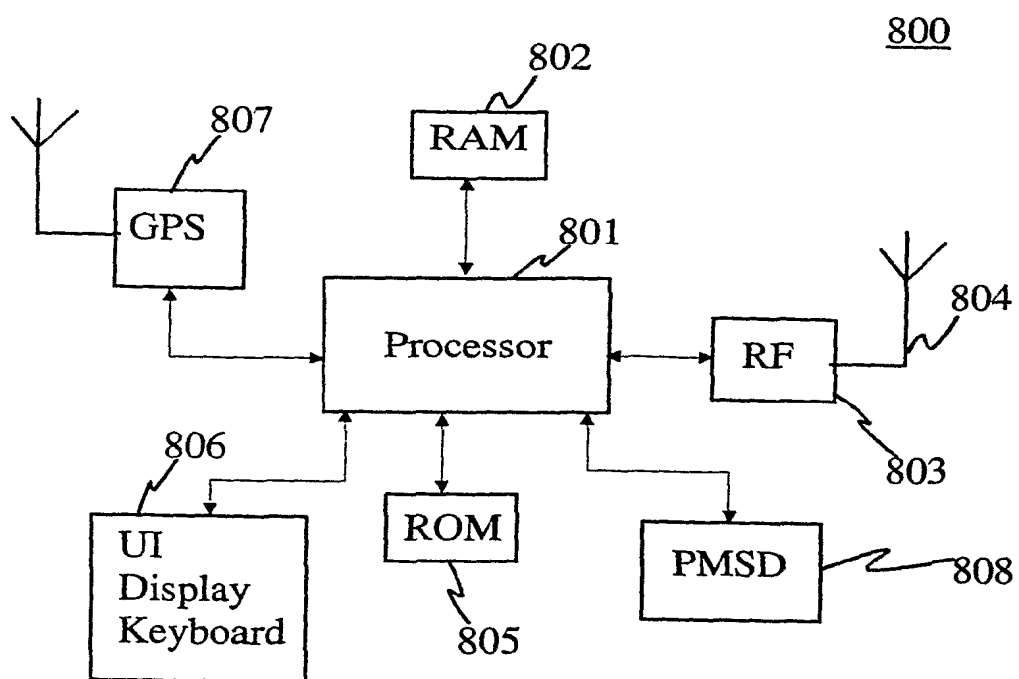 800
802
RAM
807
GPS
801
Processor
804
RF
803
806
UI
Display
Keyboard
ROM
805
PMSD
808